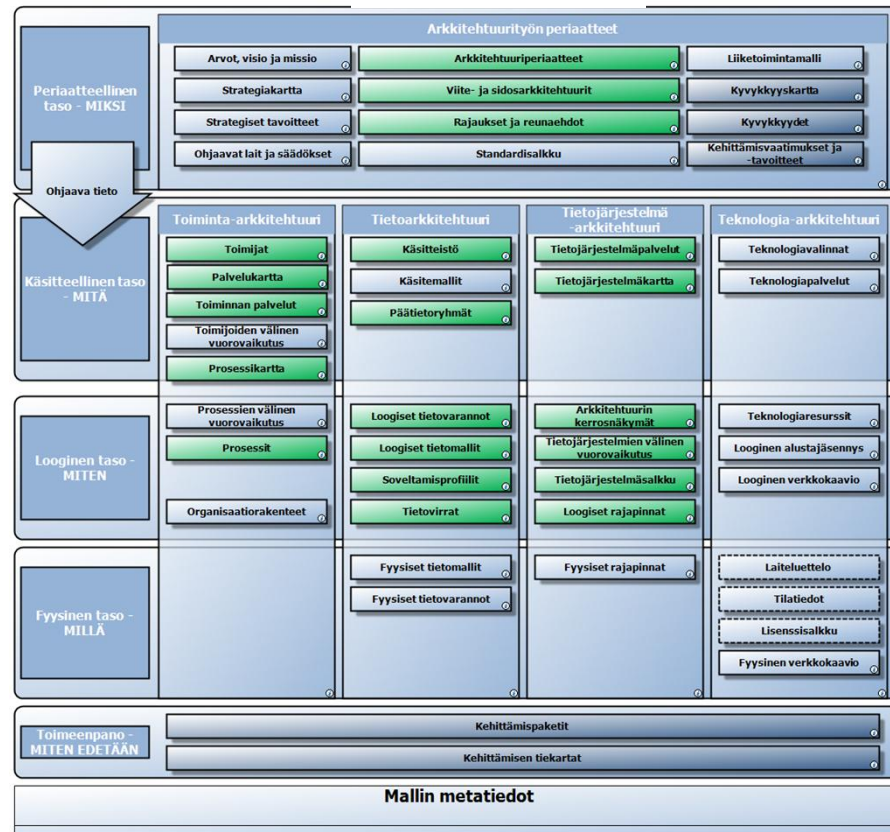 Arkkitehtuurityön periaatteet
Periaatteellinen
taso - MIKSI
Arvot, visio ja missio
Arkkitehtuuriperiaatteet
Liiketoimintamalli
Strategiakartta
Viite- ja sidosarkkitehtuurit
Kyvykkyyskartta
Strategiset tavoitteet
Rajaukset ja reunaehdot
Kyvykkyydet
Ohjaavat lait ja säädökset
Standardisalkku
Kehittämisvaatimukset ja
-tavoitteet
Ohjaava tieto
Käsitteellinen taso
- MITÄ
Toiminta-arkkitehtuuri
Tietoarkkitehtuuri
Tietojärjestelmä
-arkkitehtuuri
Teknologia-arkkitehtuuri
Toimijat
Käsitteistö
Tietojärjestelmäpalvelut
Teknologiavalinnat
Palvelukartta
Käsitemallit
Tietojärjestelmäkartta
Teknologiapalvelut
Toiminnan palvelut
Päätietoryhmät
Toimijoiden välinen
vuorovaikutus
Prosessikartta
Looginen taso -
MITEN
Prosessien välinen
vuorovaikutus
Loogiset tietovarannot
Arkkitehtuurin
kerrosnäkymät
Teknologiaresurssit
Prosessit
Loogiset tietomallit
Tietojärjestelmien välinen
vuorovaikutus
Looginen alustajäsennys
Soveltamisprofiilit
Tietojärjestelmäsalkku
Looginen verkkokaavio
Organisaatiorakenteet
Tietovirrat
Loogiset rajapinnat
Fyysinen taso -
MILLÄ
Fyysiset tietomallit
Fyysiset rajapinnat
Laiteluettelo
Fyysiset tietovarannot
Tilatiedot
Lisenssisalkku
Fyysinen verkkokaavio
Toimeenpano -
MITEN EDETÄÄN
Kehittämispaketit
Kehittämisen tiekartat
Mallin metatiedot